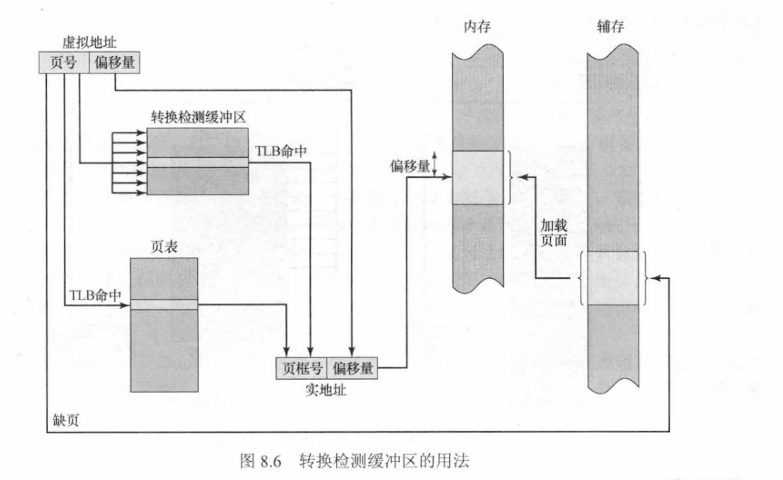 内存
辅存
虚拟地址
页号 偏移量
转换检测缓冲区
TLB命中
偏移量
加载
页面
页表
TLB命中
页框号 偏移量
实地址
缺页
图 8.6 转换检测缓冲区的用法